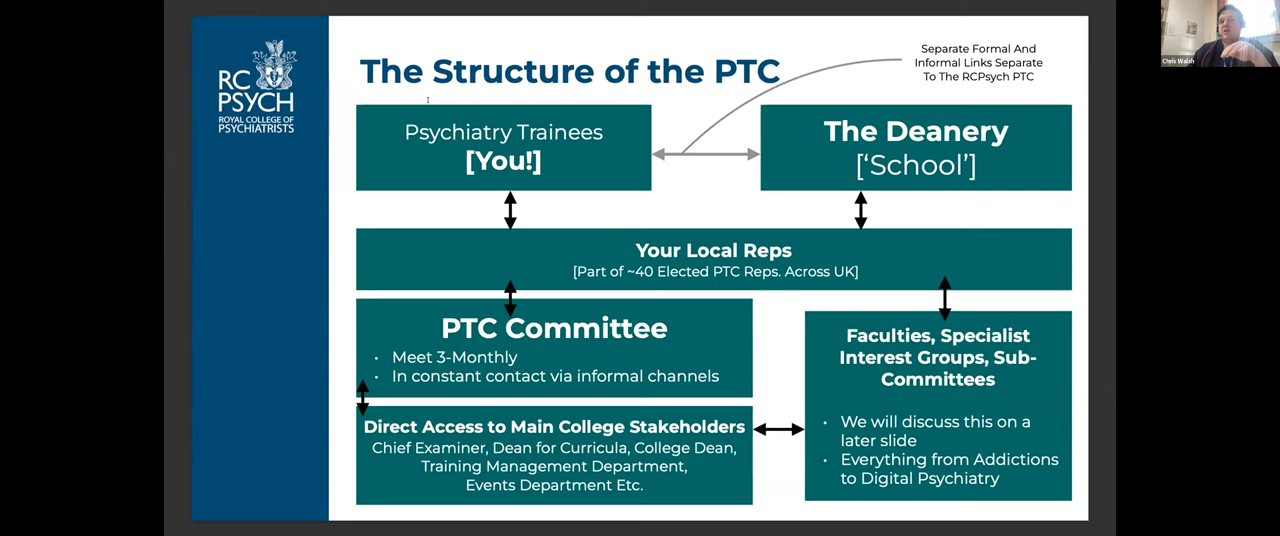 RC
PSYCH
ROYAL COLLEGE OF
PSYCHIATRISTS
The Structure of the PTC
Separate Formal And
Informal Links Separate
To The RCPsych PTC
Chris Walsh
Psychiatry Trainees
[You!]
The Deanery
['School']
Your Local Reps
[Part of ~40 Elected PTC Reps. Across UK]
PTC Committee
• Meet 3-Monthly
• In constant contact via informal channels
Direct Access to Main College Stakeholders
Chief Examiner, Dean for Curricula, College Dean,
Training Management Department,
Events Department Etc.
Faculties, Specialist
Interest Groups, Sub-
Committees
• We will discuss this on a
later slide
• Everything from Addictions
to Digital Psychiatry